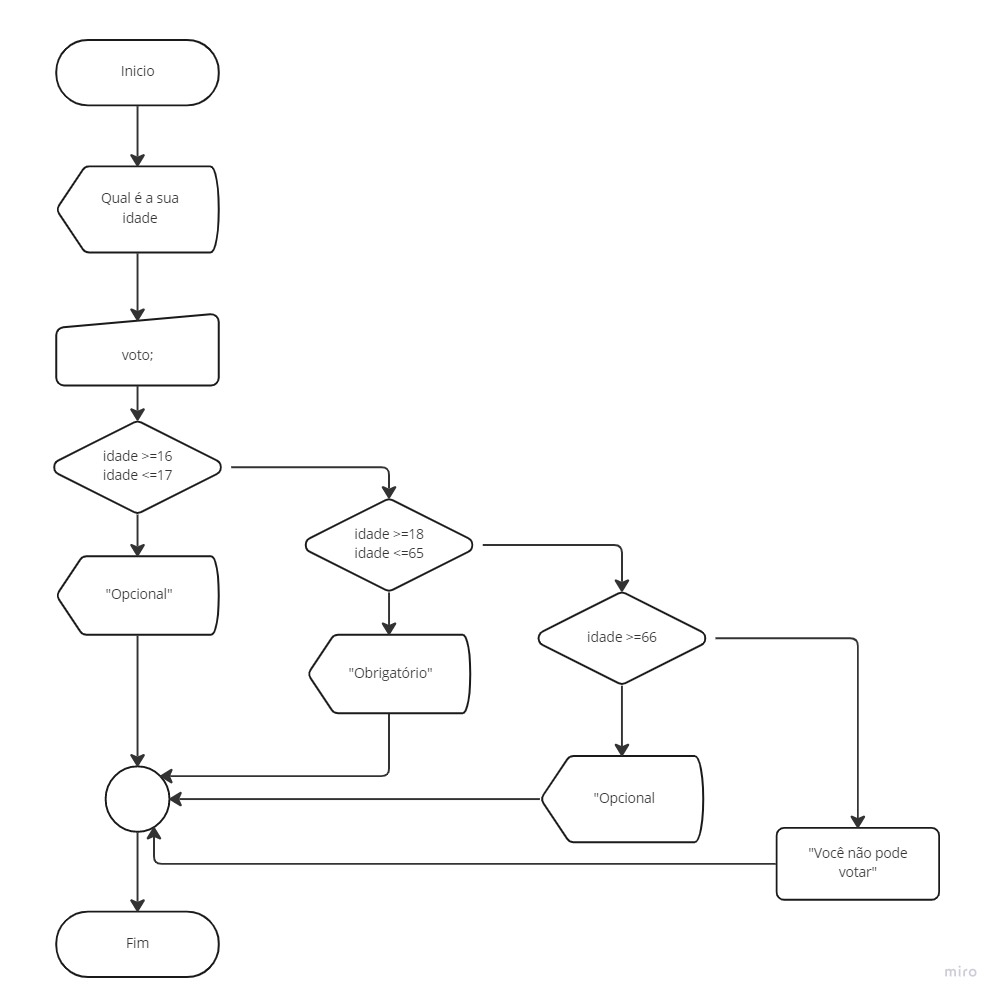 Inicio
Qual é a sua
idade
voto;
idade >=16
idade <=17
idade >=18
idade <=65
"Opcional"
idade >=66
"Obrigatório"
"Opcional
"Você não pode
votar"
Fim
miro